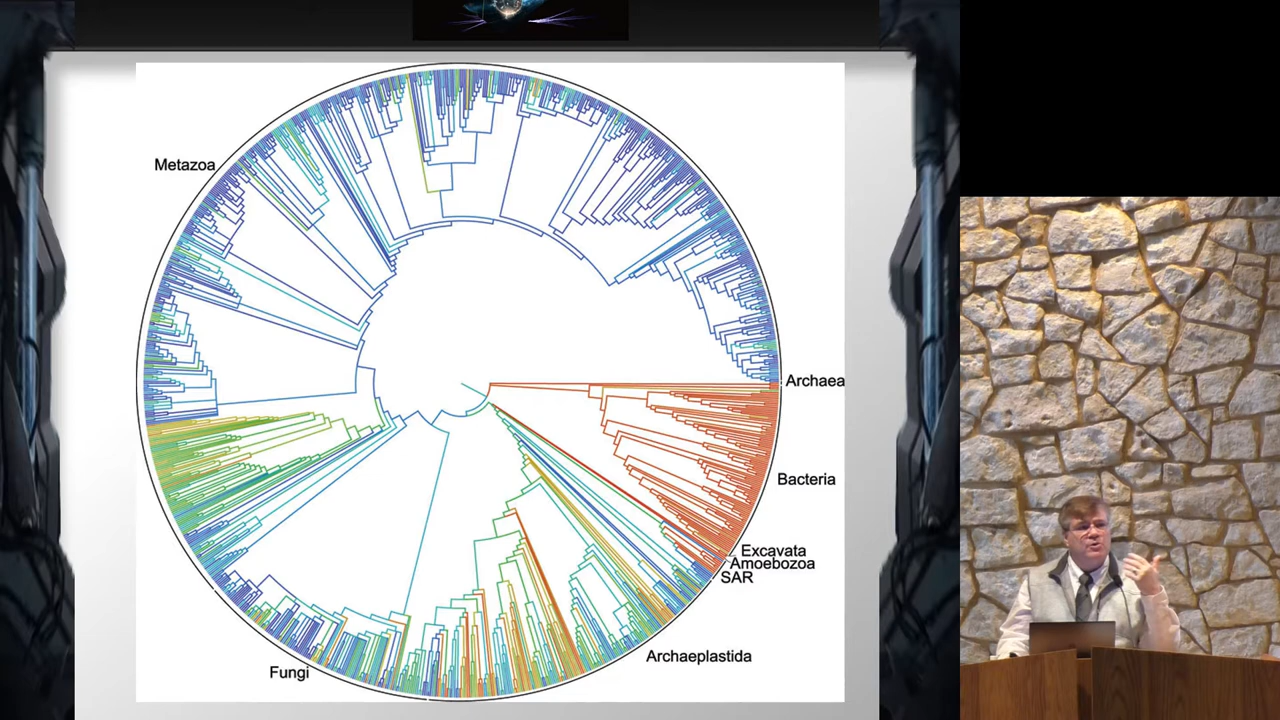 Metazoa
Archaea
Bacteria
Excavata
Amoebozoa
SAR
Archaeplastida
Fungi